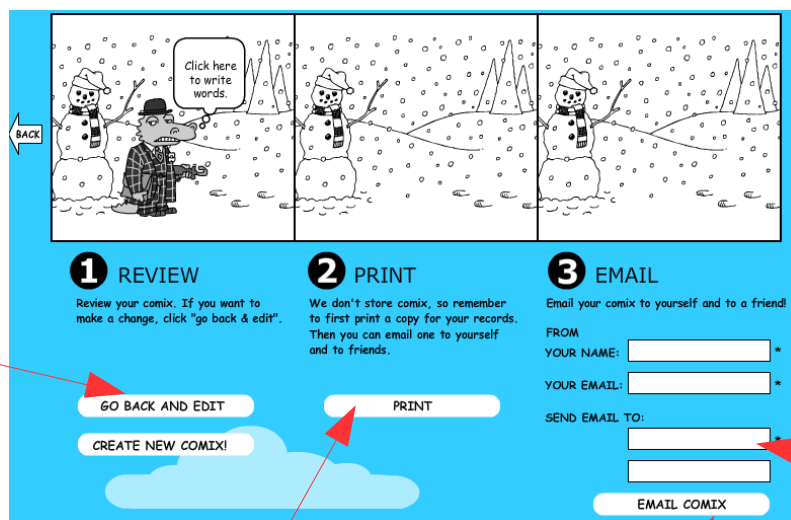 Click here
to write
words.
BACK
1 REVIEW
Review your comix. If you want to
make a change, click "go back & edit".
GO BACK AND EDIT
CREATE NEW COMIX!
2 PRINT
We don't store comix, so remember
to first print a copy for your records.
Then you can email one to yourself
and to friends.
PRINT
3 EMAIL
Email your comix to yourself and to a friend!
FROM
YOUR NAME: *
YOUR EMAIL: *
SEND EMAIL TO:
*
EMAIL COMIX